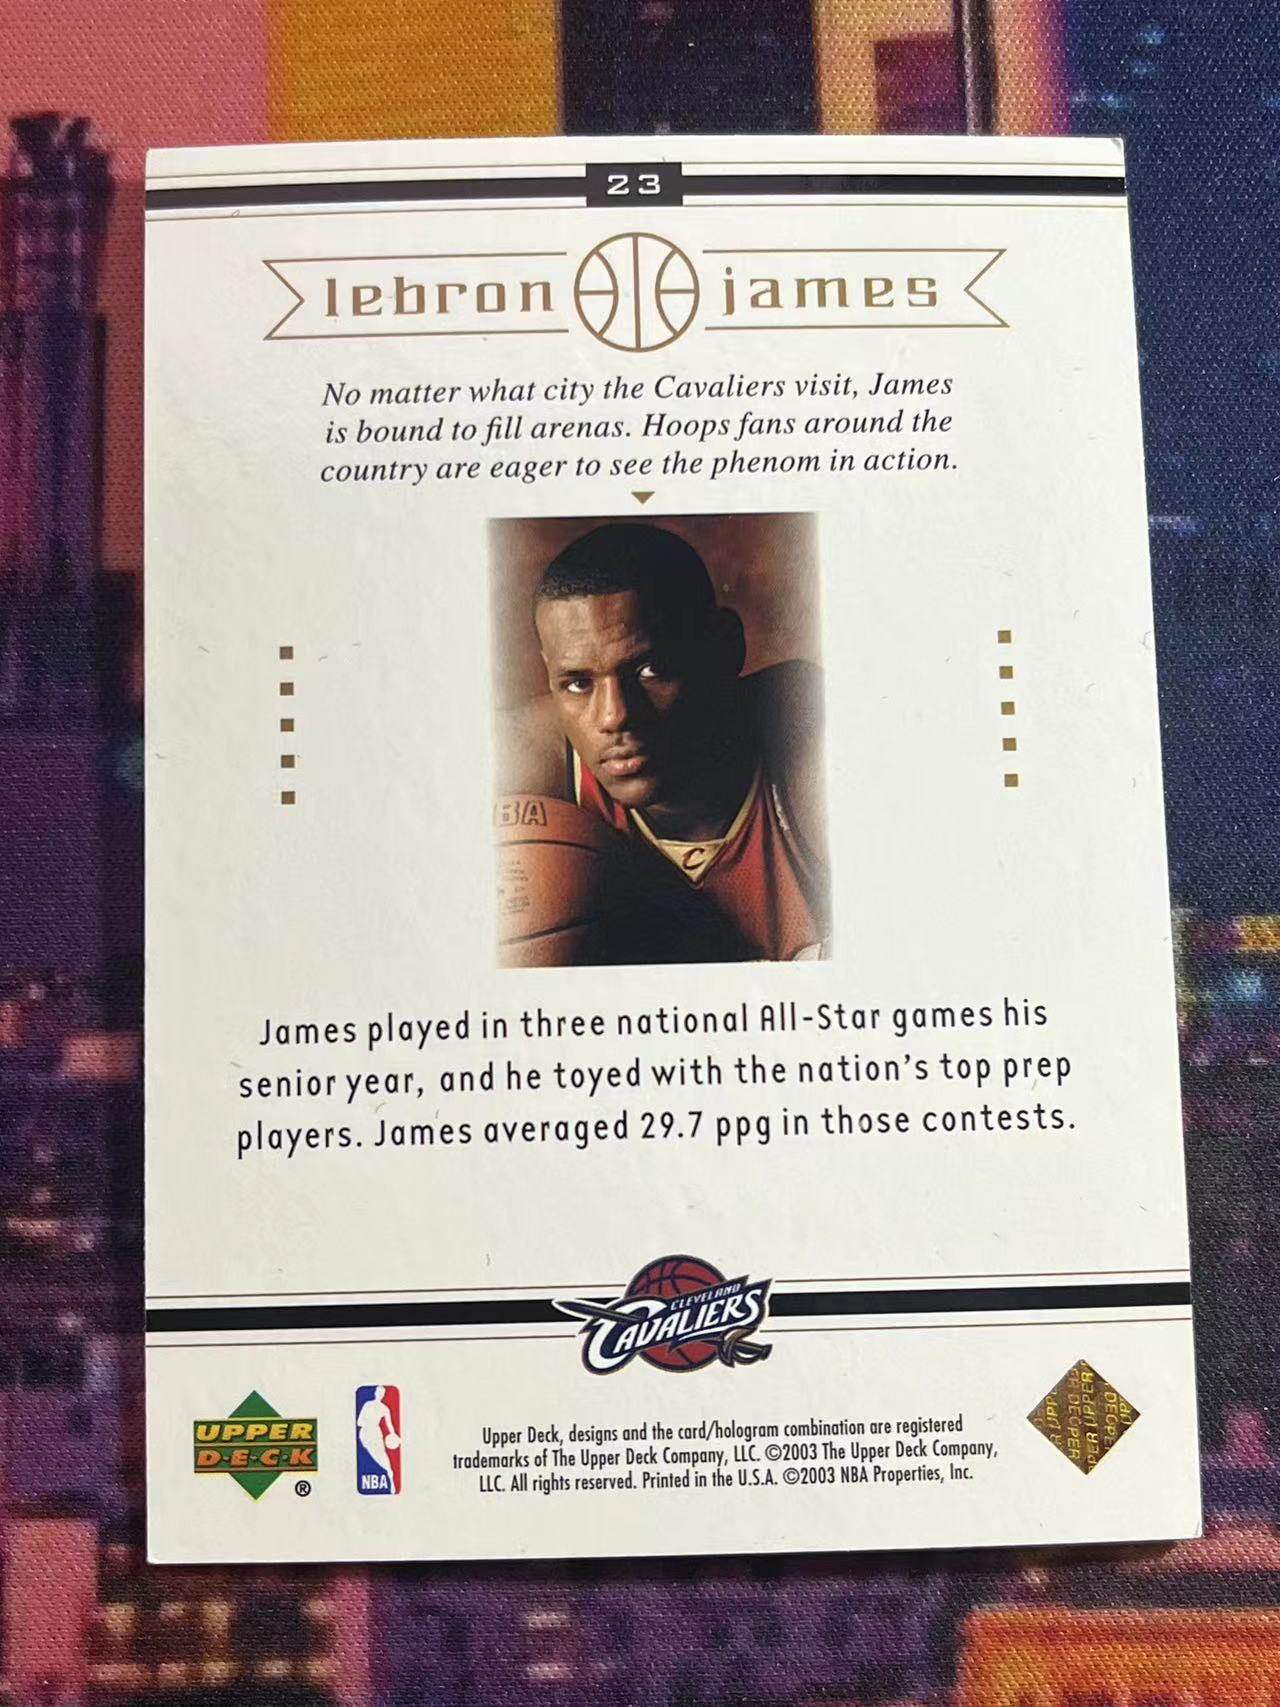 23
lebron james
No matter what city the Cavaliers visit, James
is bound to fill arenas. Hoops fans around the
country are eager to see the phenom in action.
BA
C
James played in three national All-Star games his
senior year, and he toyed with the nation's top prep
players. James averaged 29.7 ppg in those contests.
CLEVELAND
CAVALIERS
UPPER
D·E·C·K
®
NBA
Upper Deck, designs and the card/hologram combination are registered
trademarks of The Upper Deck Company, LLC. ©2003 The Upper Deck Company,
LLC. All rights reserved. Printed in the U.S.A. ©2003 NBA Properties, Inc.
UPPER